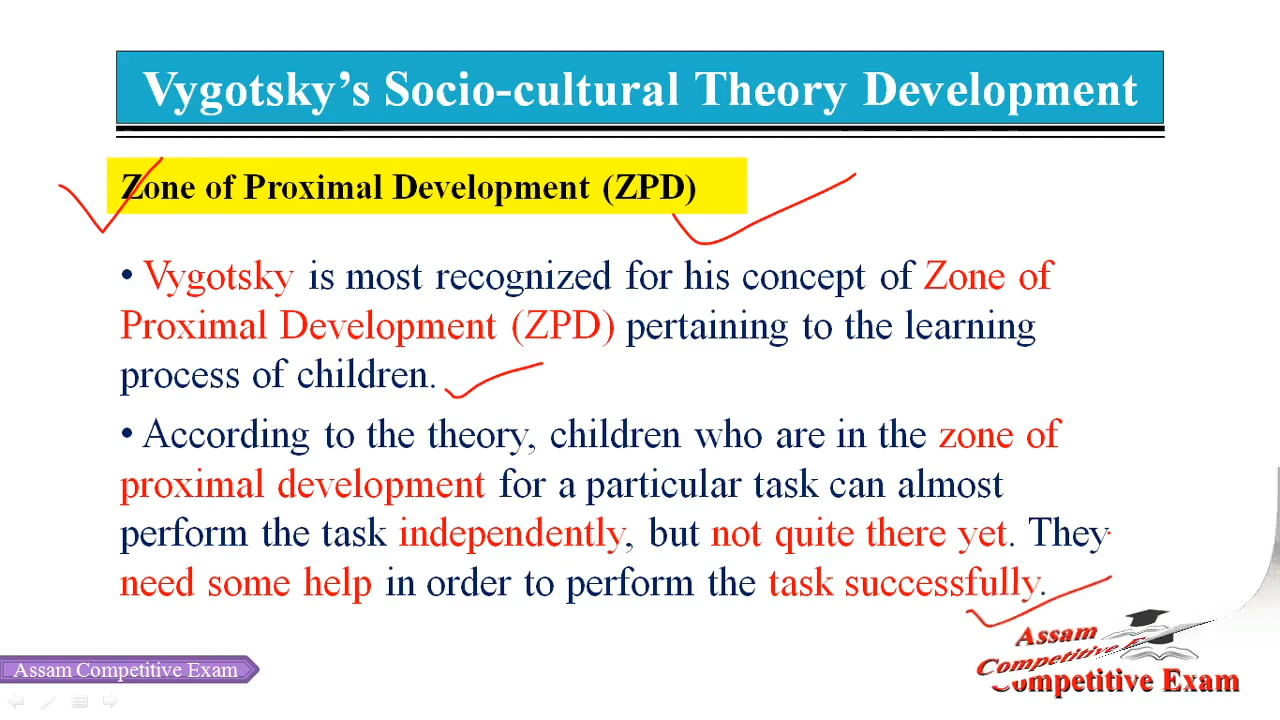 Vygotsky's Socio-cultural Theory Development
Zone of Proximal Development (ZPD)
• Vygotsky is most recognized for his concept of Zone of
Proximal Development (ZPD) pertaining to the learning
process of children.
• According to the theory, children who are in the zone of
proximal development for a particular task can almost
perform the task independently, but not quite there yet. They
need some help in order to perform the task successfully.
Assam Competitive Exam
Assam
Competitive Exam
Competitive Exam